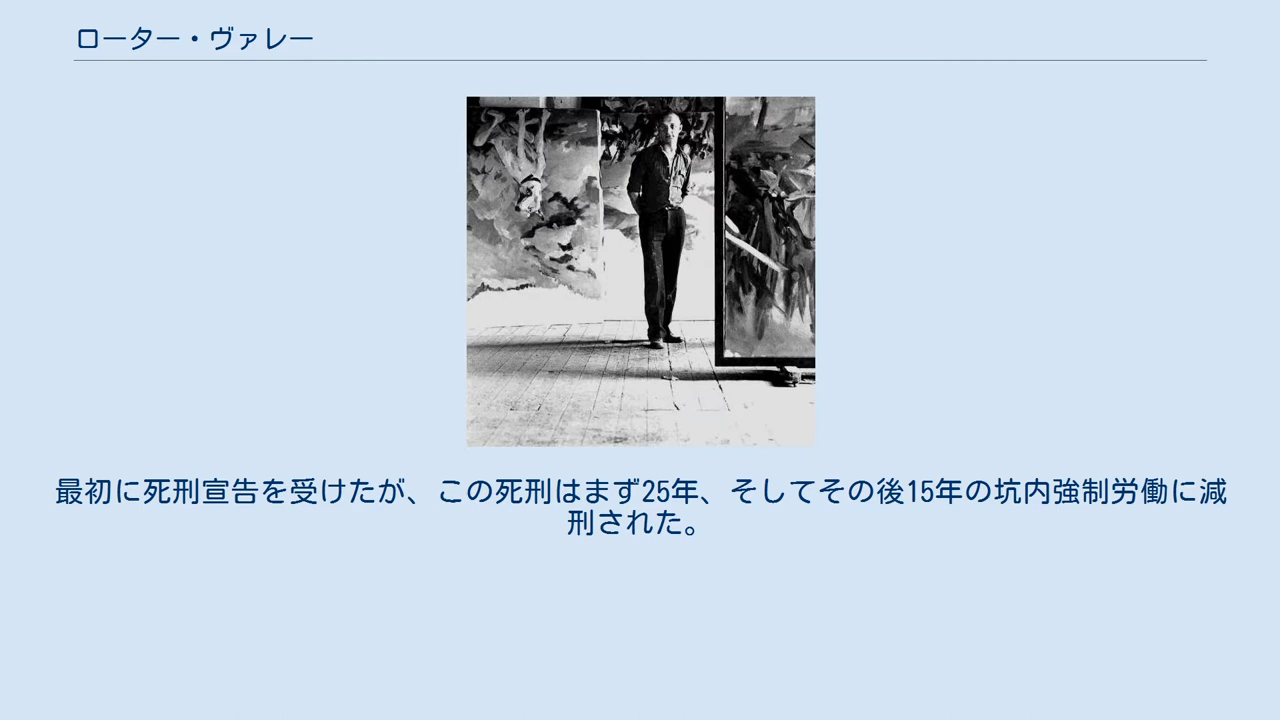 ローター・ヴァレー
最初に死刑宣告を受けたが、この死刑はまず25年、そしてその後15年の坑内強制労働に減
刑された。